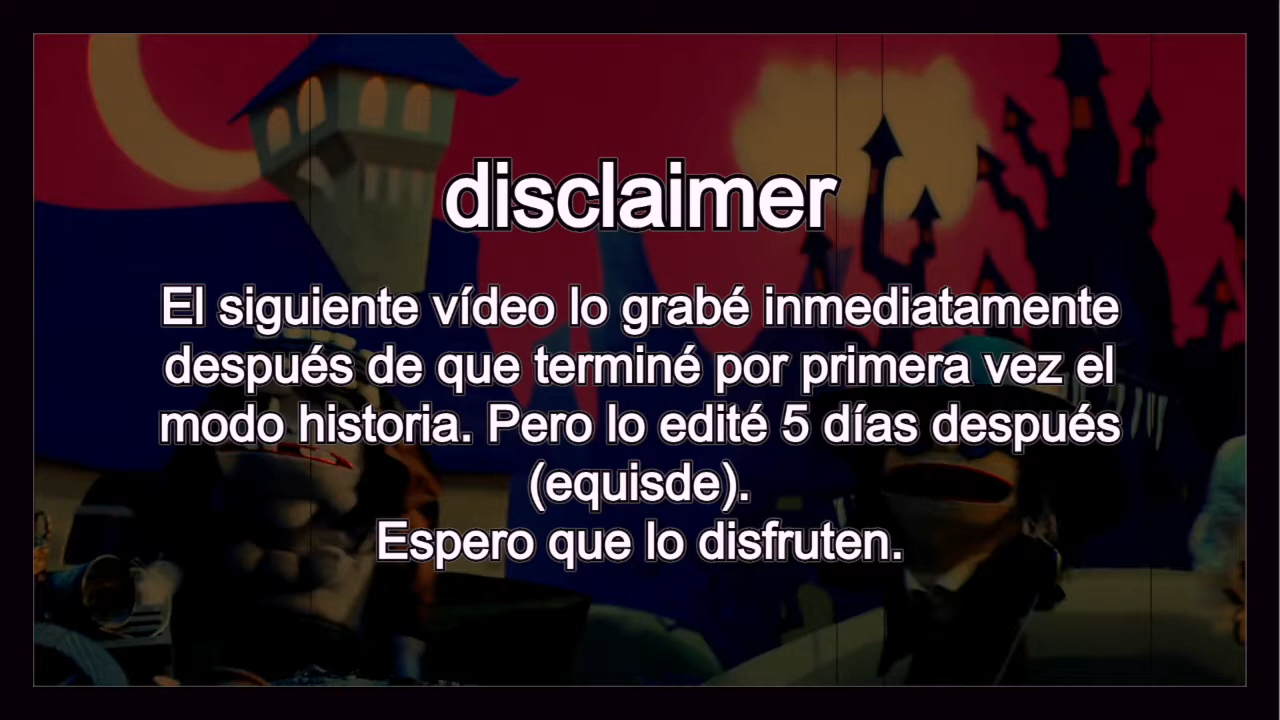 disclaimer
El siguiente vídeo lo grabé inmediatamente
después de que terminé por primera vez el
modo historia. Pero lo edité 5 días después
(equisde).
Espero que lo disfruten.